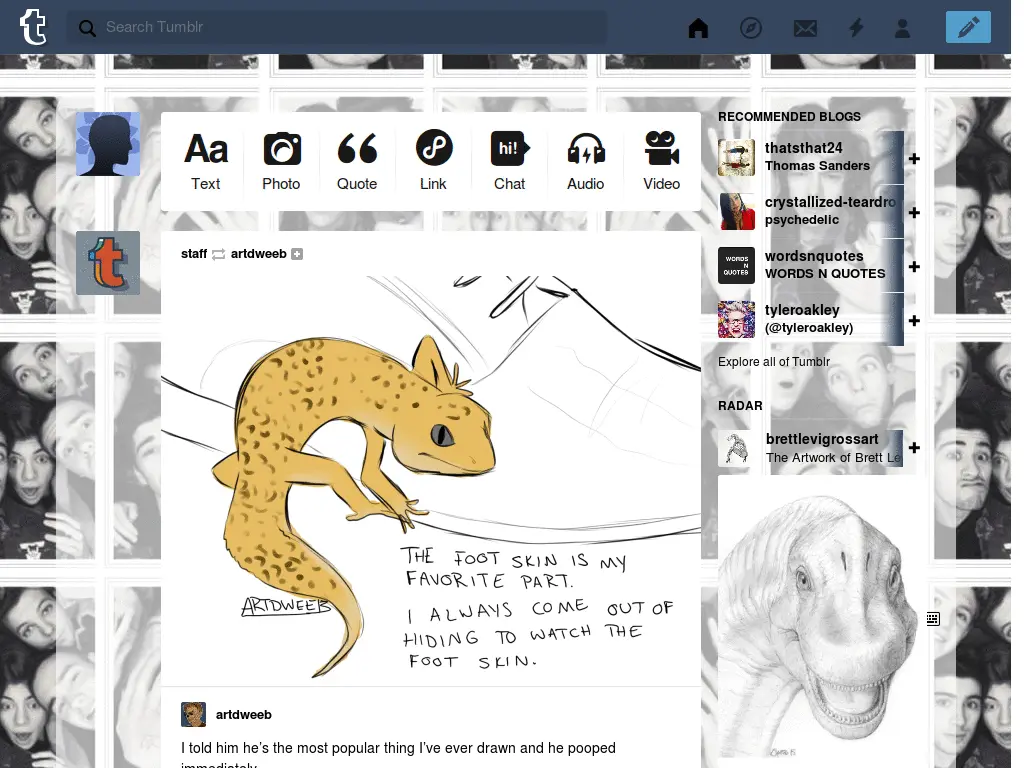 t
Search Tumblr
Aa
hi!
Text
Photo
Quote
Link
Chat
Audio
Video
staff artdweeb
t
THE FOOT SKIN IS MY
FAVORITE PART.
I ALWAYS COME OUT OF
HIDING TO WATCH THE
FOOT SKIN.
ARTDWEEB
artdweeb
I told him he’s the most popular thing I’ve ever drawn and he pooped
immediately
RECOMMENDED BLOGS
thatsthat24
Thomas Sanders
crystallized-teardro
psychedelic
WORDS
N
QUOTES
wordsnquotes
WORDS N QUOTES
tyleroakley
(@tyleroakley)
Explore all of Tumblr
RADAR
brettlevigrossart
The Artwork of Brett Le